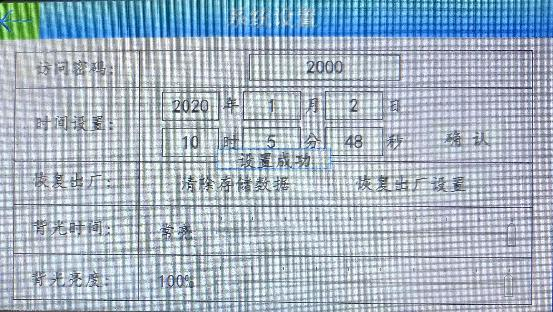 系统设置
访问密码: 2000
时间设置: 2020 年 1 月 2 日
10 时 5 分 48 秒 确认
设置成功
恢复出厂: 清除存储数据 恢复出厂设置
背光时间: 常亮
背光亮度: 100%